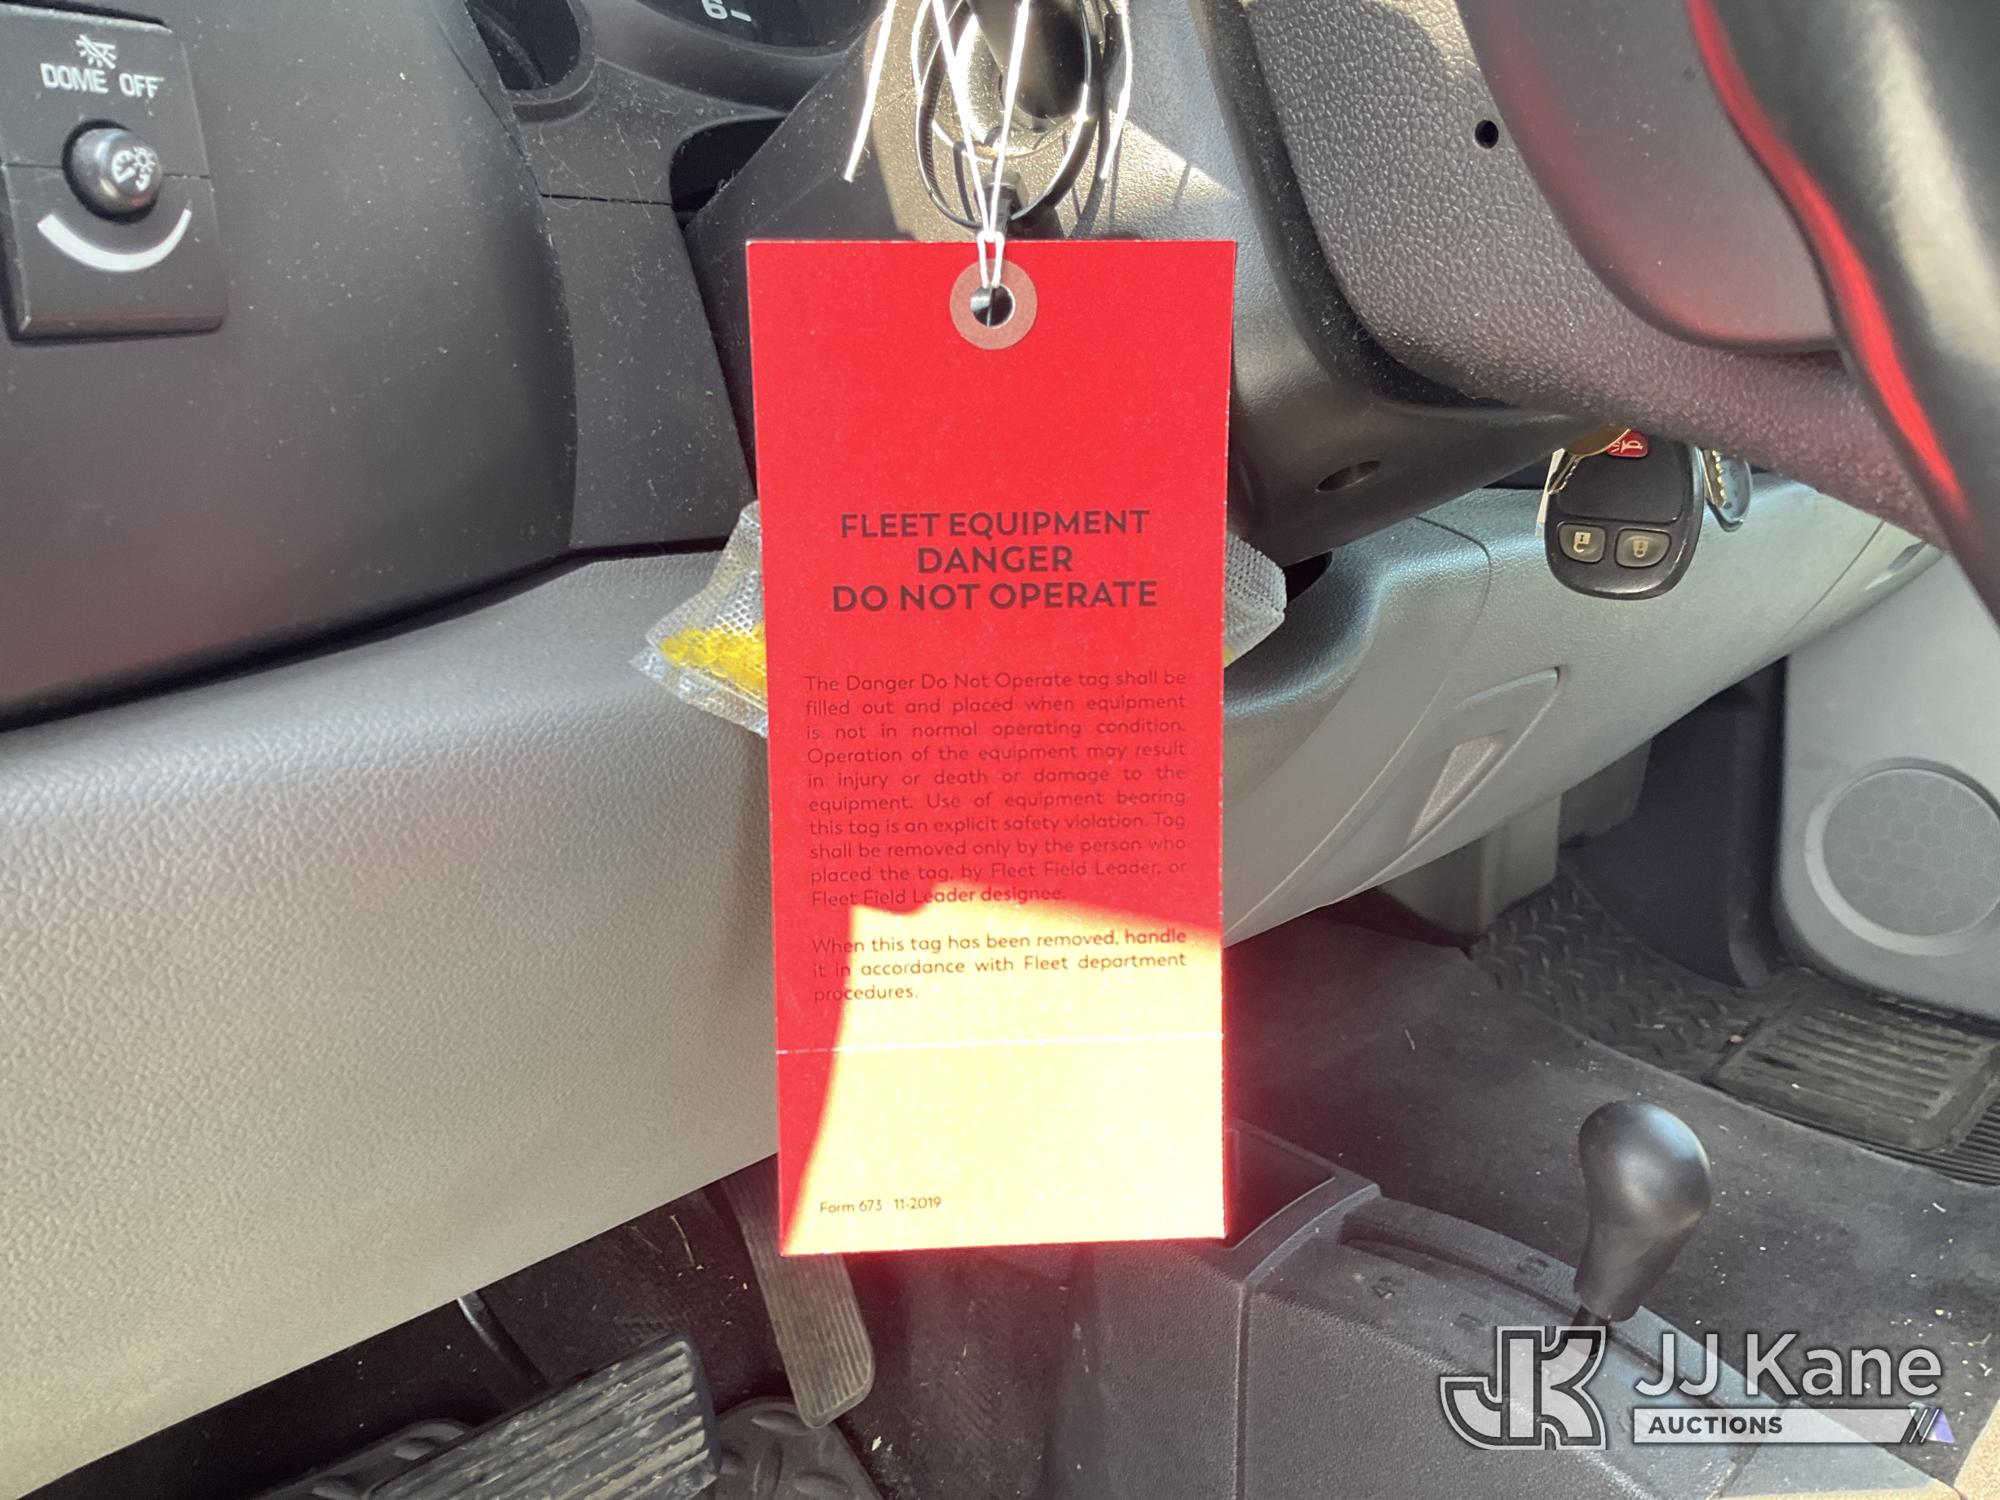 6
DOME OFF
FLEET EQUIPMENT
DANGER
DO NOT OPERATE
The Danger Do Not Operate tag shall be
filled out and placed when equipment
is not in normal operating condition.
Operation of the equipment may result
in injury or death or damage to the
equipment. Use of equipment bearing
this tag is an explicit safety violation. Tag
shall be removed only by the person who
placed the tag, by Fleet Field Leader, or
Fleet Field Leader designee.
When this tag has been removed, handle
it in accordance with Fleet department
procedures.
Form 673 11-2019
JK JJ Kane
AUCTIONS